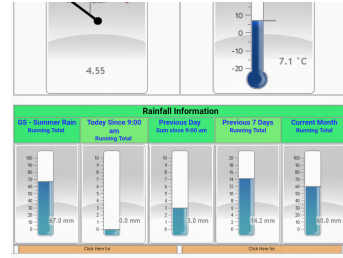 10
0
-10
-20
4.55
7.1 °C
Rainfall Information
GS - Summer Rain
Running Total
Today Since 9:00 am
Running Total
Previous Day
Sum since 9:00 am
Previous 7 Days
Running Total
Current Month
Running Total
67.0 mm
0.0 mm
3.0 mm
14.2 mm
60.0 mm
Click Here for
Click Here for